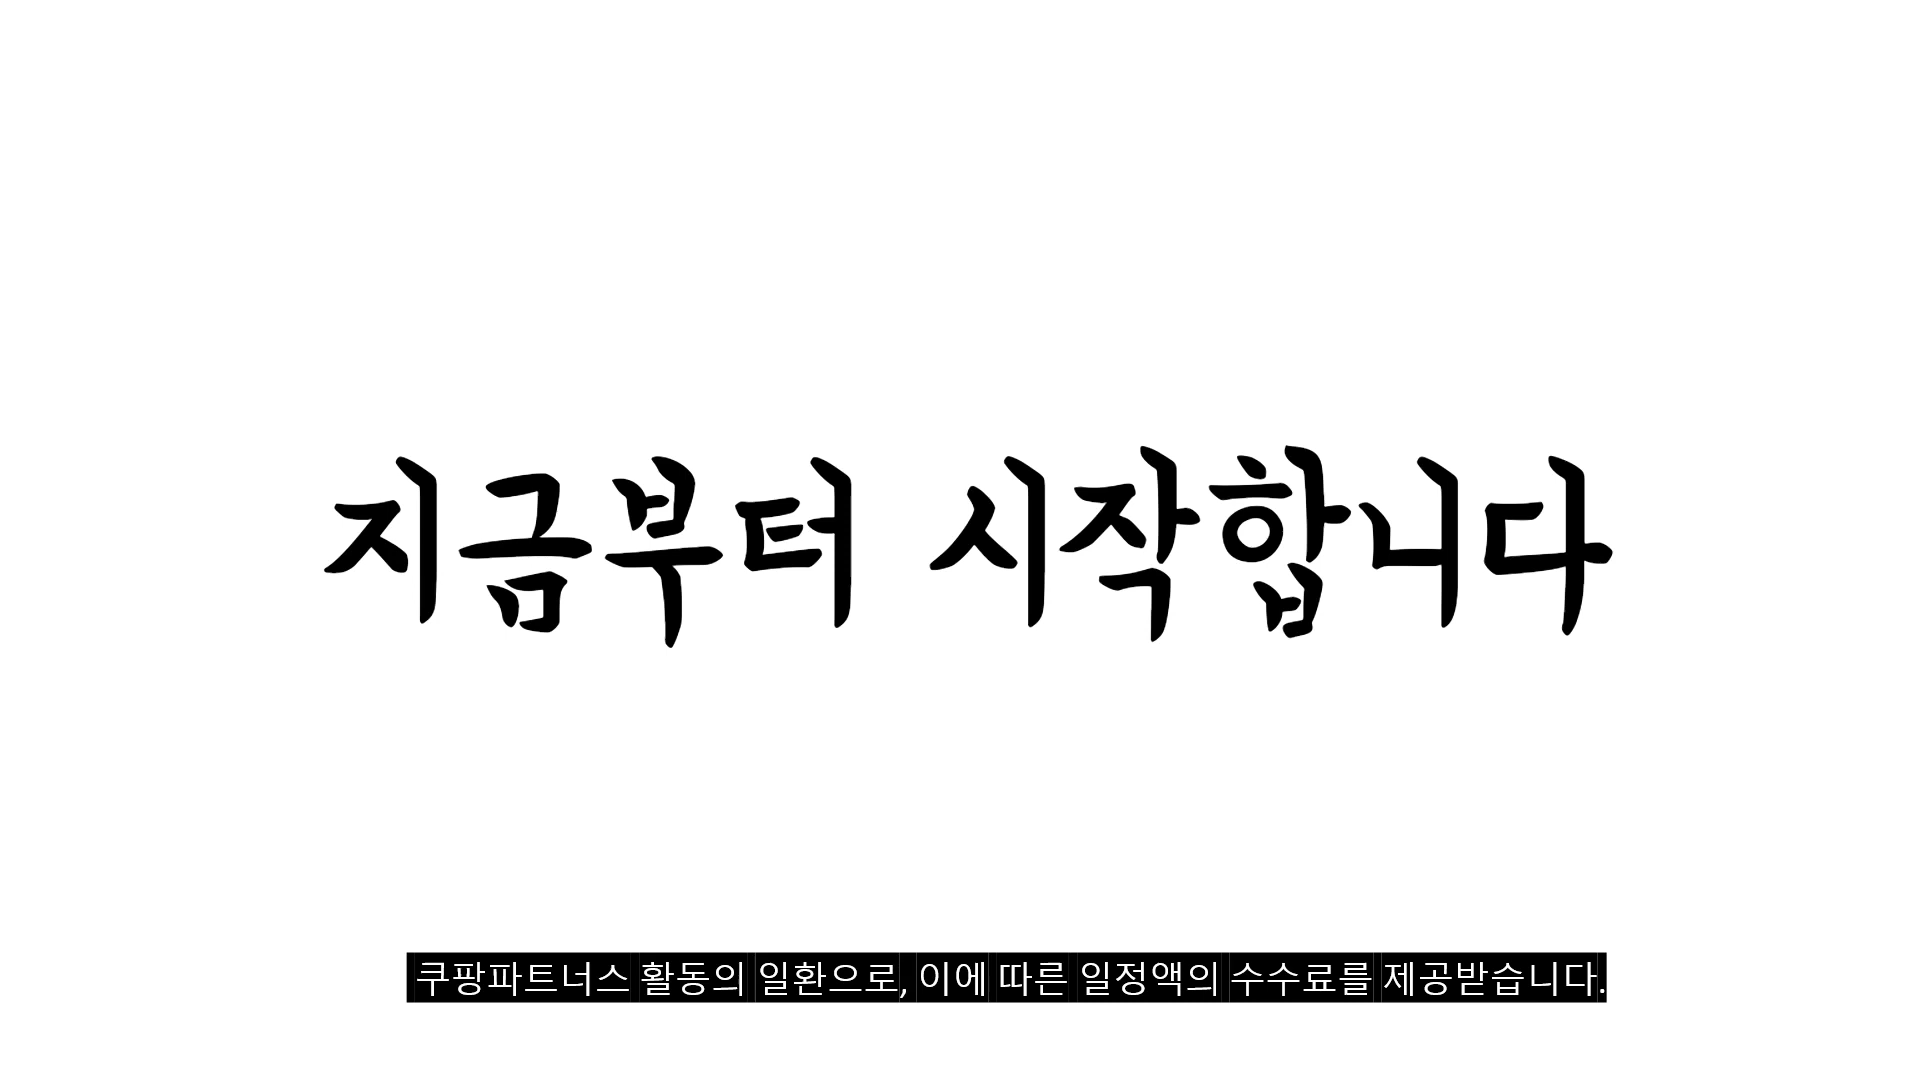 지금부터 시작합니다
쿠팡파트너스 활동의 일환으로, 이에 따른 일정액의 수수료를 제공받습니다.